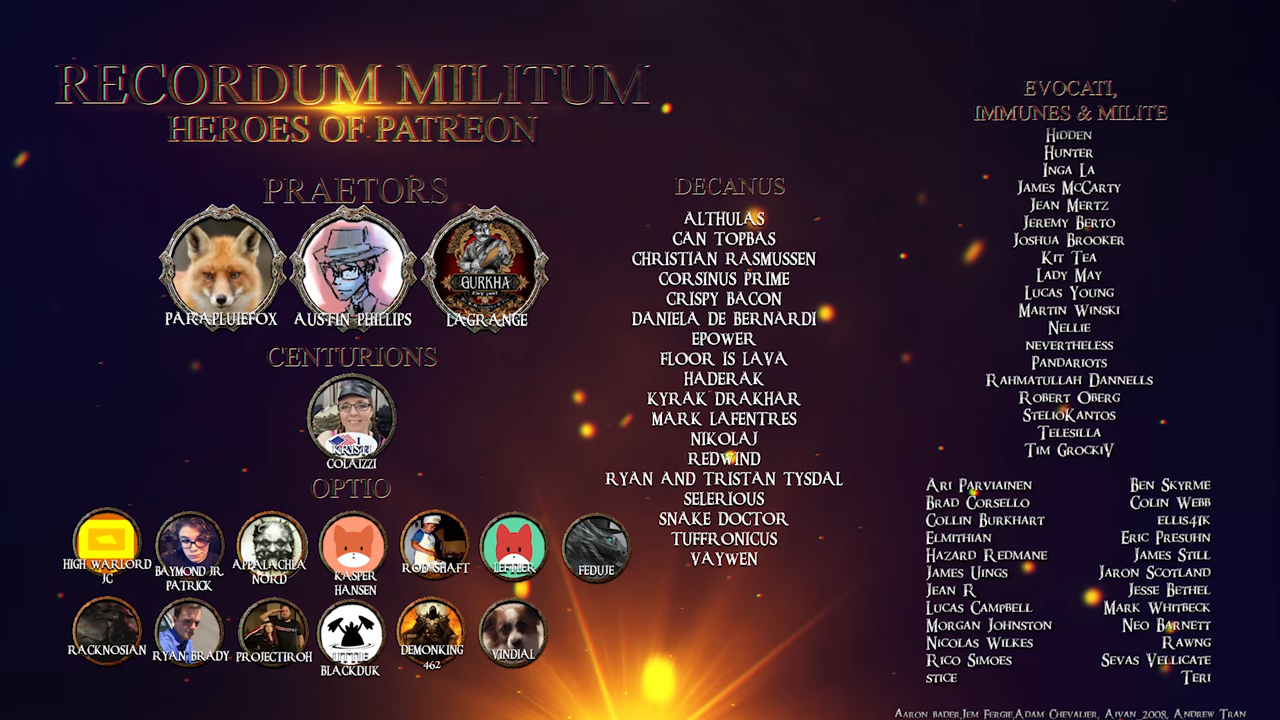 RECORDUM MILITUM
HEROES OF PATREON
PRAETORS
GURKHA
PARAPLUIEFOX
AUSTIN PHILLIPS
LAGRANGE
CENTURIONS
I
KRISTI
COLAIZZI
OPTIO
HIGH WARLORD
JG
BAYMOND JR.
PATRICK
APPALACHIA
NORD
KASPER
HANSEN
ROD SHAFT
LEFTIER
FEDUJE
RACKNOSIAN
RYAN BRADY
PROJECTIROH
LITTLE
BLACKDUK
DEMONKING
462
VINDIAL
DECANUS
ALTHULAS
CAN TOPBAS
CHRISTIAN RASMUSSEN
CORSINUS PRIME
CRISPY BACON
DANIELA DE BERNARDI
EPOWER
FLOOR IS LAVA
HADERAK
KYRAK DRAKHAR
MARK LAFENTRES
NIKOLAJ
REDWIND
RYAN AND TRISTAN TYSDAL
SELERIOUS
SNAKE DOCTOR
TUFFRONICUS
VAYWEN
EVOCATI,
IMMUNES & MILITE
HIDDEN
HUNTER
INGA LA
JAMES MCCARTY
JEAN MERTZ
JEREMY BERTO
JOSHUA BROOKER
KIT TEA
LADY MAY
LUCAS YOUNG
MARTIN WINSKI
NELLIE
NEVERTHELESS
PANDARIOTS
RAHMATULLAH DANNELLS
ROBERT OBERG
STELIOKANTOS
TELESILLA
TIM GROCKIV
ARI PARVIAINEN
BRAD CORSELLO
COLLIN BURKHART
ELMITHIAN
HAZARD REDMANE
JAMES UINGS
JEAN R
LUCAS CAMPBELL
MORGAN JOHNSTON
NICOLAS WILKES
RICO SIMOES
STICE
BEN SKYRME
COLIN WEBB
ELLIS41K
ERIC PRESUHN
JAMES STILL
JARON SCOTLAND
JESSE BETHEL
MARK WHITBECK
NEO BARNETT
RAWNG
SEVAS VELLICATE
TERI
AARON BADER,JEM FERGIE,ADAM CHEVALIER, AIVAN_2008, ANDREW TRAN